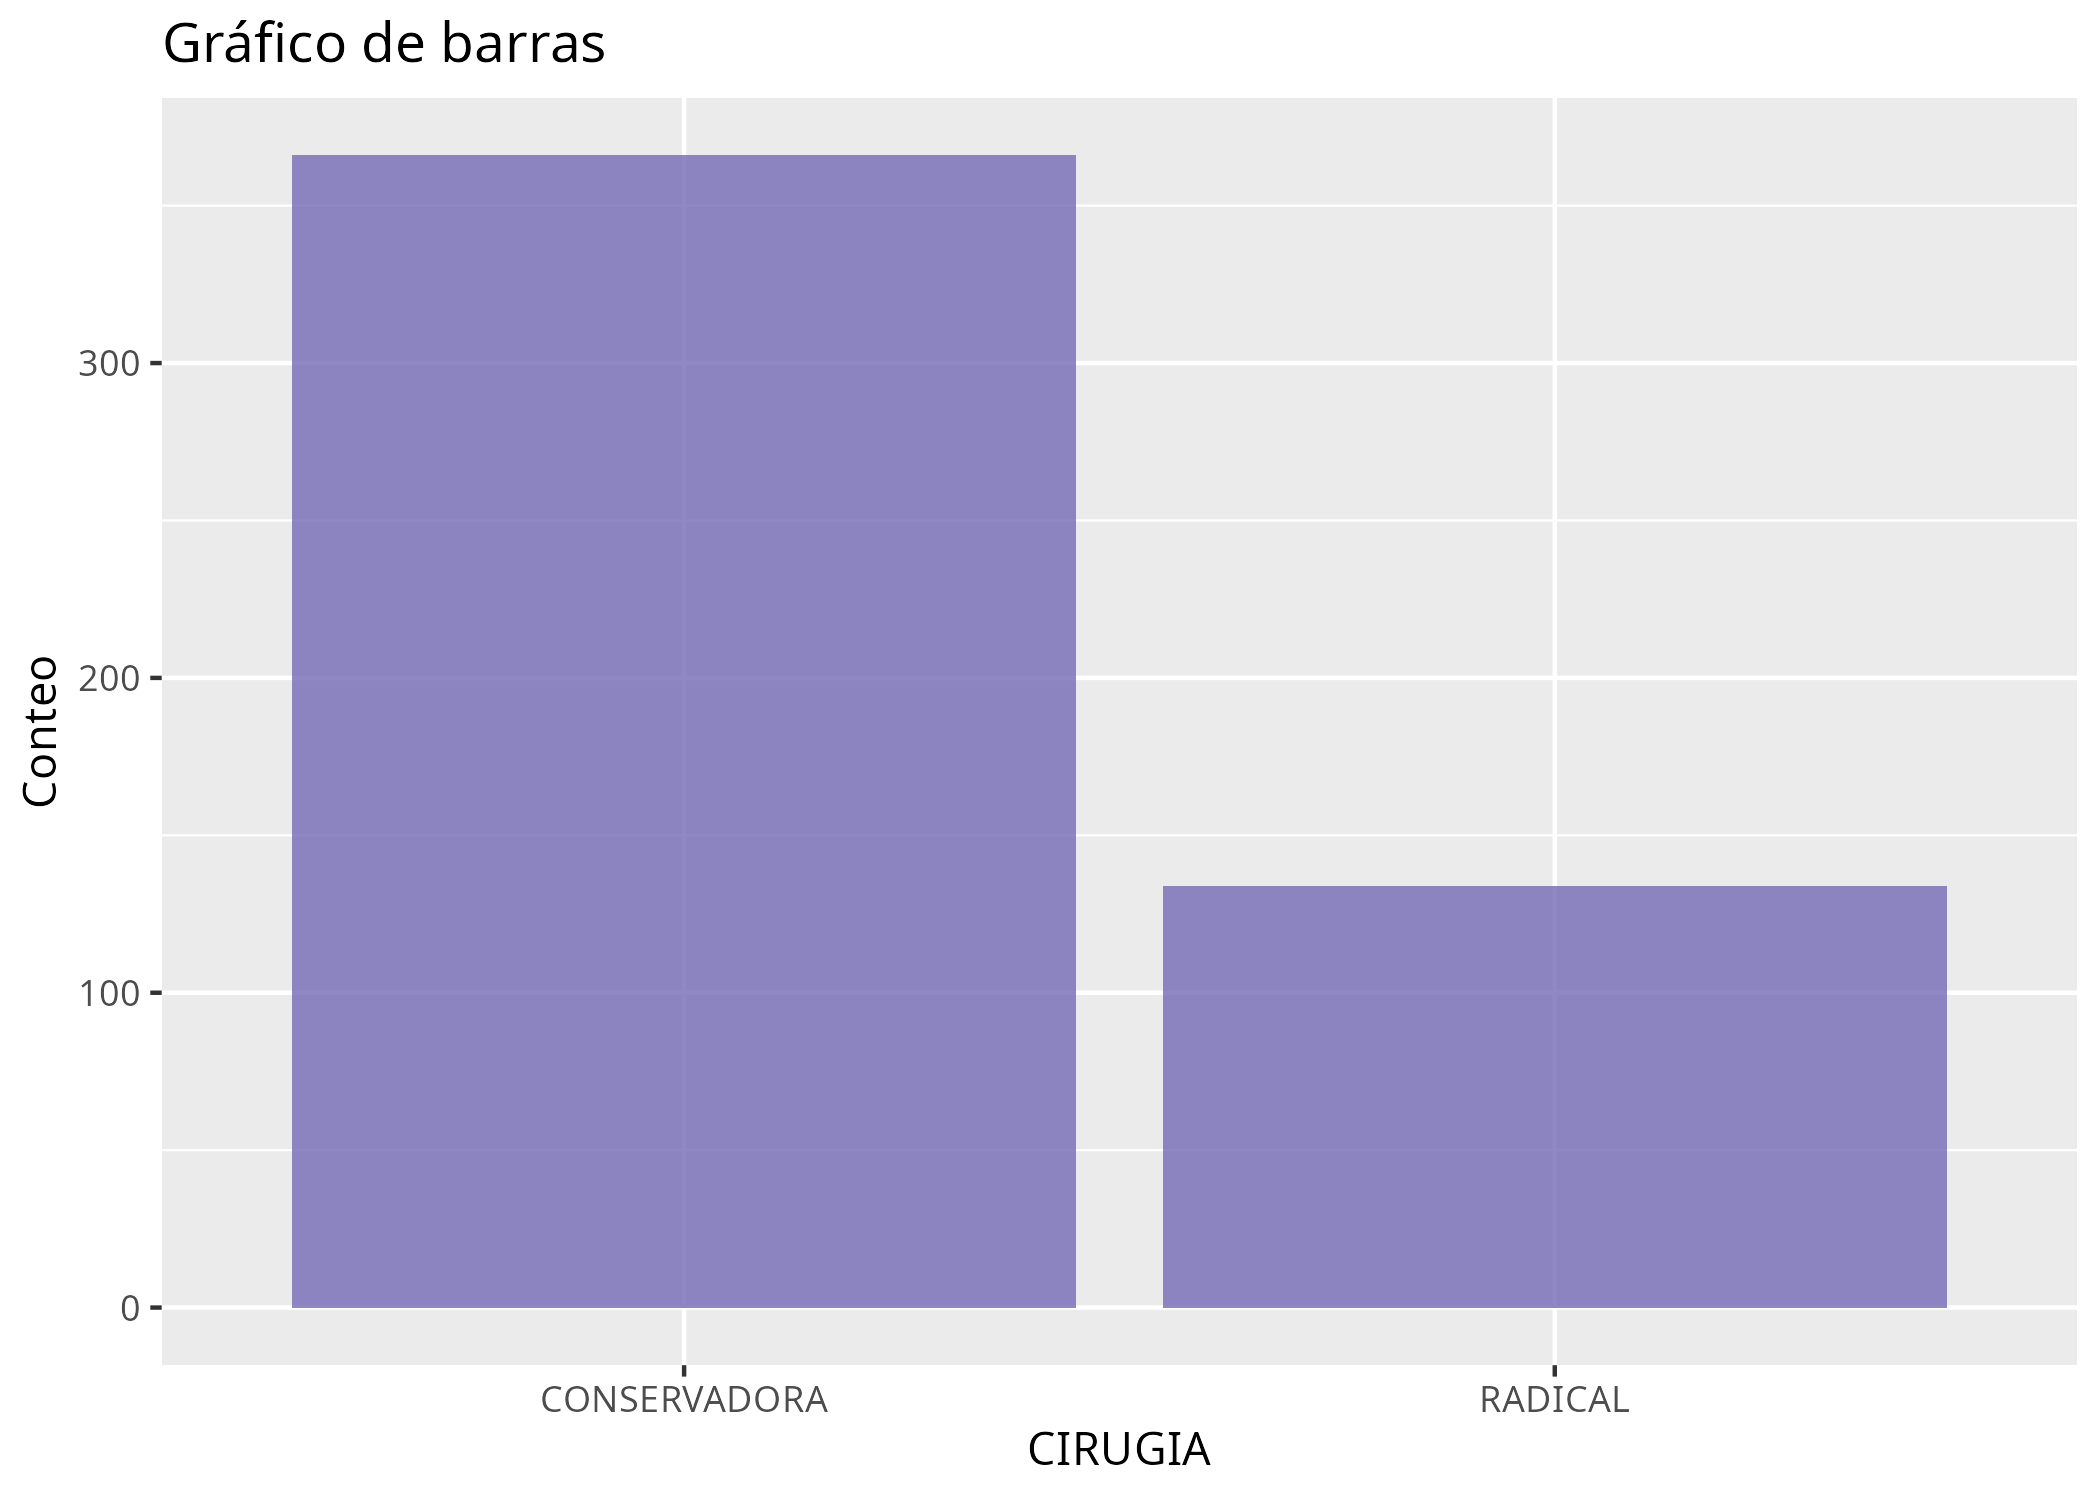 Gráfico de barras
Conteo
300
200
100
0
CONSERVADORA
RADICAL
CIRUGIA